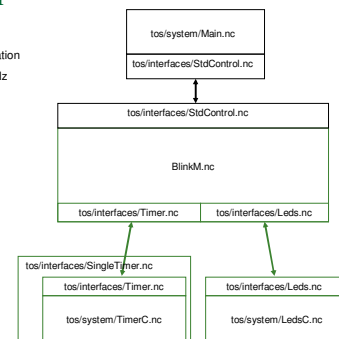 tos/system/Main.nc
tos/interfaces/StdControl.nc
tos/interfaces/StdControl.nc
BlinkM.nc
tos/interfaces/Timer.nc
tos/interfaces/Leds.nc
tos/interfaces/SingleTimer.nc
tos/interfaces/Timer.nc
tos/interfaces/Leds.nc
tos/system/TimerC.nc
tos/system/LedsC.nc